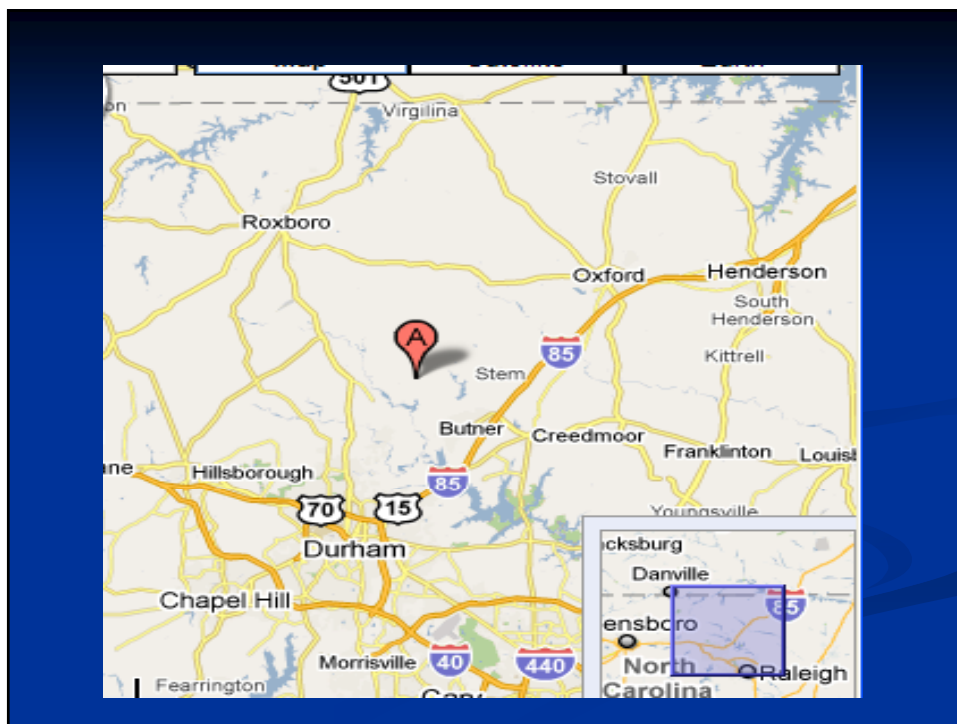 501
Virgilina
Stovall
Roxboro
Oxford
Henderson
South
Henderson
A
85
Kittrell
Stem
Butner
Creedmoor
Franklinton
Hillsborough
85
70
15
Youngsville
Durham
Chapel Hill
Morrisville
40
440
Fearrington
Danville
85
North
Raleigh
Carolina